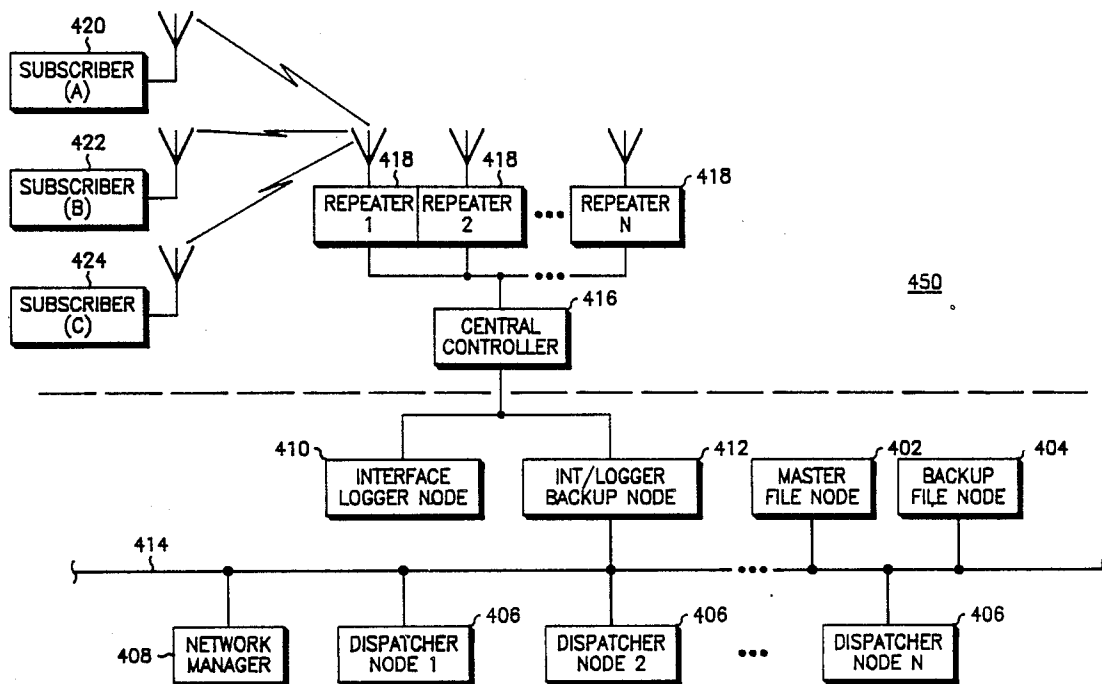 420
SUBSCRIBER
(A)
422
SUBSCRIBER
(B)
424
SUBSCRIBER
(C)
418
REPEATER
1
418
REPEATER
2
418
REPEATER
N
450
416
CENTRAL
CONTROLLER
410
INTERFACE
LOGGER NODE
412
INT/LOGGER
BACKUP NODE
402
MASTER
FILE NODE
404
BACKUP
FILE NODE
414
408
NETWORK
MANAGER
406
DISPATCHER
NODE 1
406
DISPATCHER
NODE 2
406
DISPATCHER
NODE N